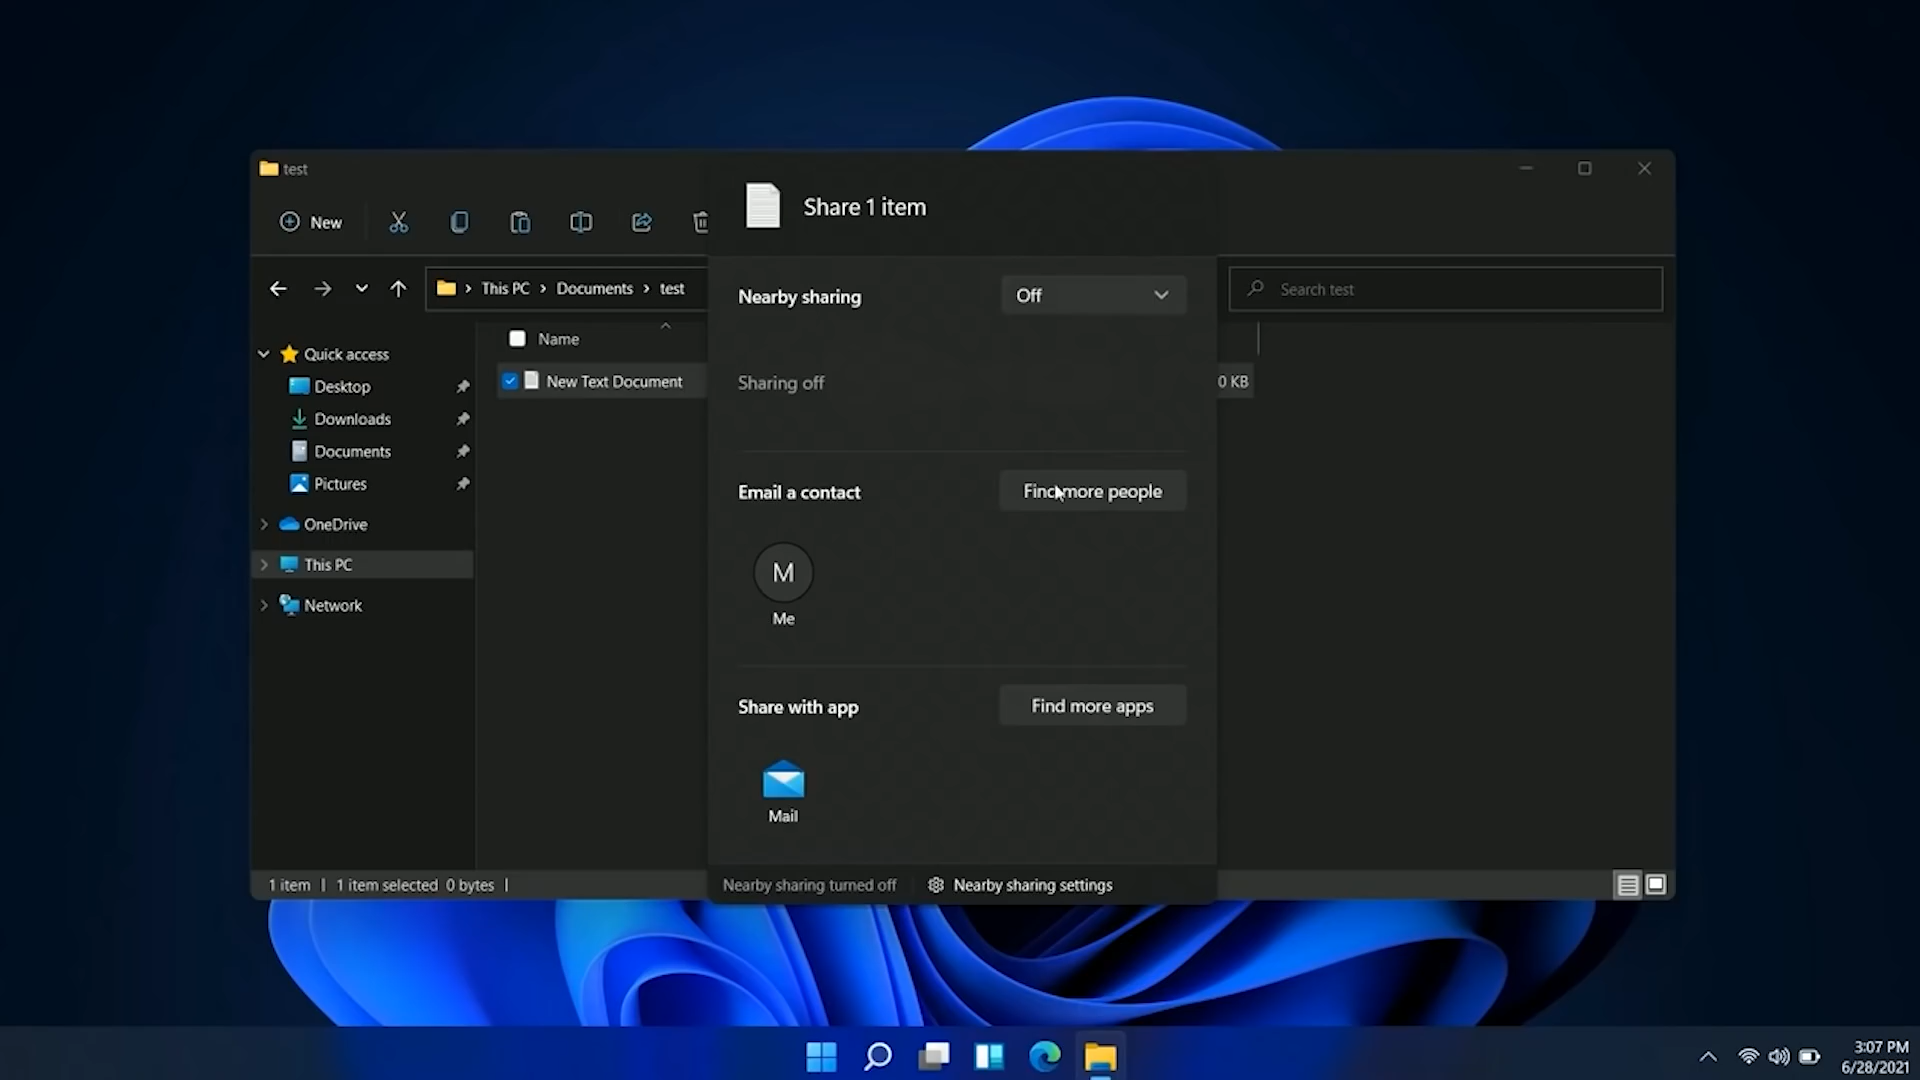 test
New
Share 1 item
This PC
Documents
test
Search test
Nearby sharing
Off
Name
Quick access
New Text Document
0 KB
Sharing off
Desktop
Downloads
Documents
Pictures
Email a contact
Find more people
OneDrive
This PC
M
Me
Network
Share with app
Find more apps
Mail
1 item | 1 item selected 0 bytes |
Nearby sharing turned off
Nearby sharing settings
3:07 PM
6/28/2021